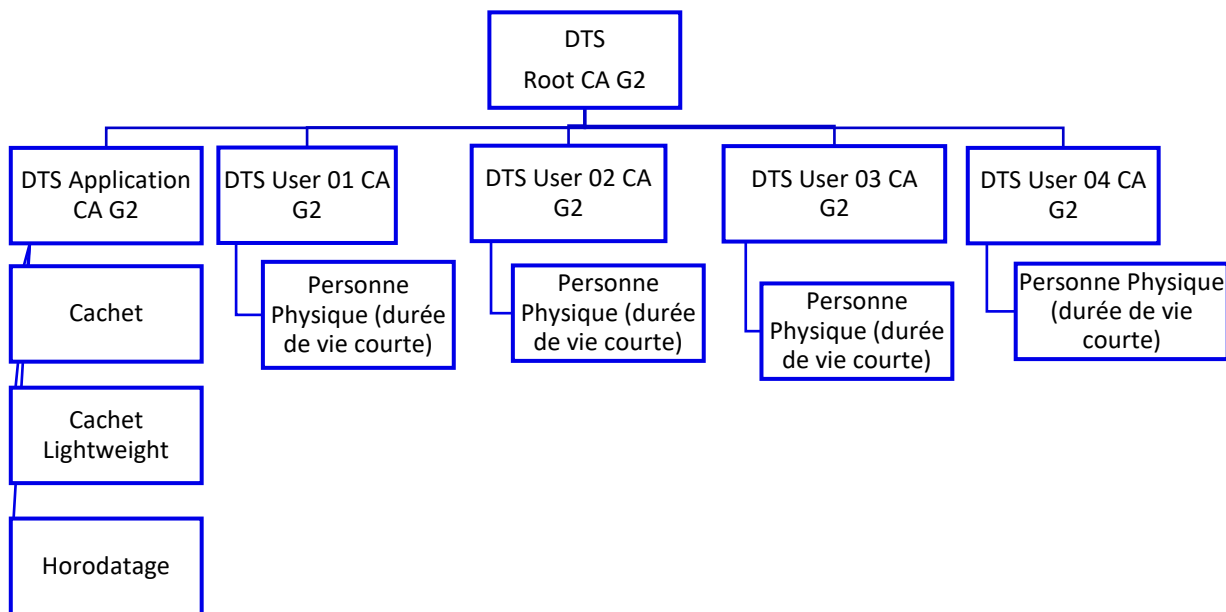 DTS
Root CA G2
DTS Application
CA G2
DTS User 01 CA
G2
DTS User 02 CA
G2
DTS User 03 CA
G2
DTS User 04 CA
G2
Cachet
Cachet
Lightweight
Horodatage
Personne
Physique (durée
de vie courte)
Personne
Physique (durée
de vie courte)
Personne
Physique (durée
de vie courte)
Personne Physique
(durée de vie
courte)